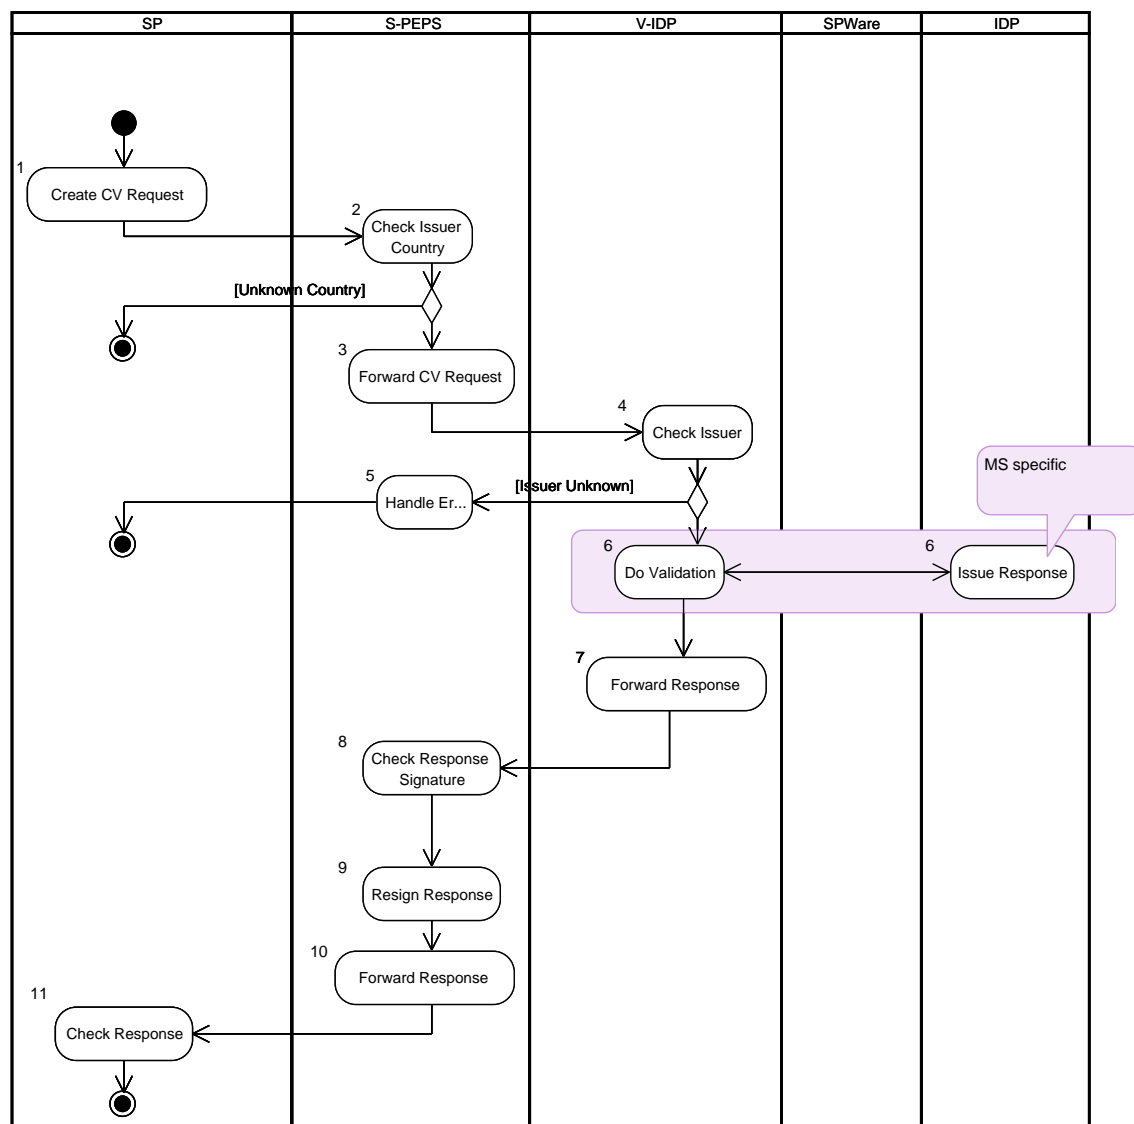 SP
S-PEPS
V-IDP
SPWare
IDP
1
Create CV Request
2
Check Issuer
Country
[Unknown Country]
3
Forward CV Request
4
Check Issuer
MS specific
5
Handle Er...
[Issuer Unknown]
6
Do Validation
6
Issue Response
7
Forward Response
8
Check Response
Signature
9
Resign Response
10
Forward Response
11
Check Response